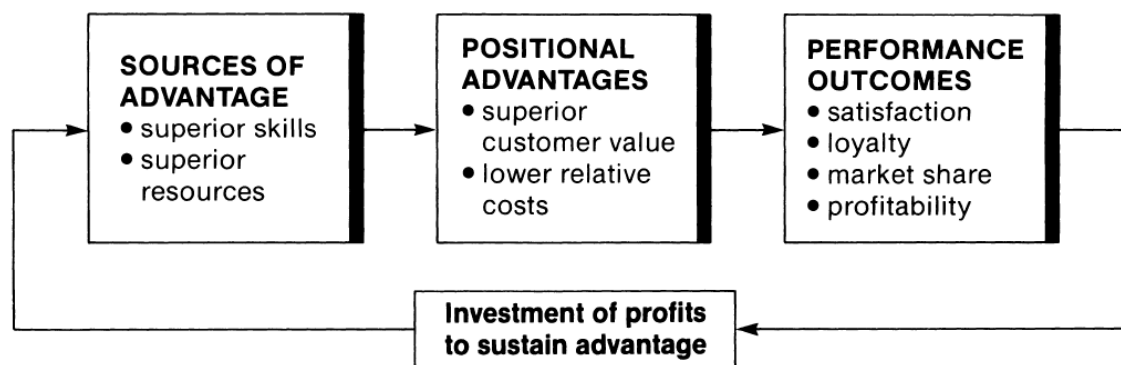 SOURCES OF
ADVANTAGE
• superior skills
• superior
resources
POSITIONAL
ADVANTAGES
• superior
customer value
• lower relative
costs
PERFORMANCE
OUTCOMES
• satisfaction
• loyalty
• market share
• profitability
Investment of profits
to sustain advantage